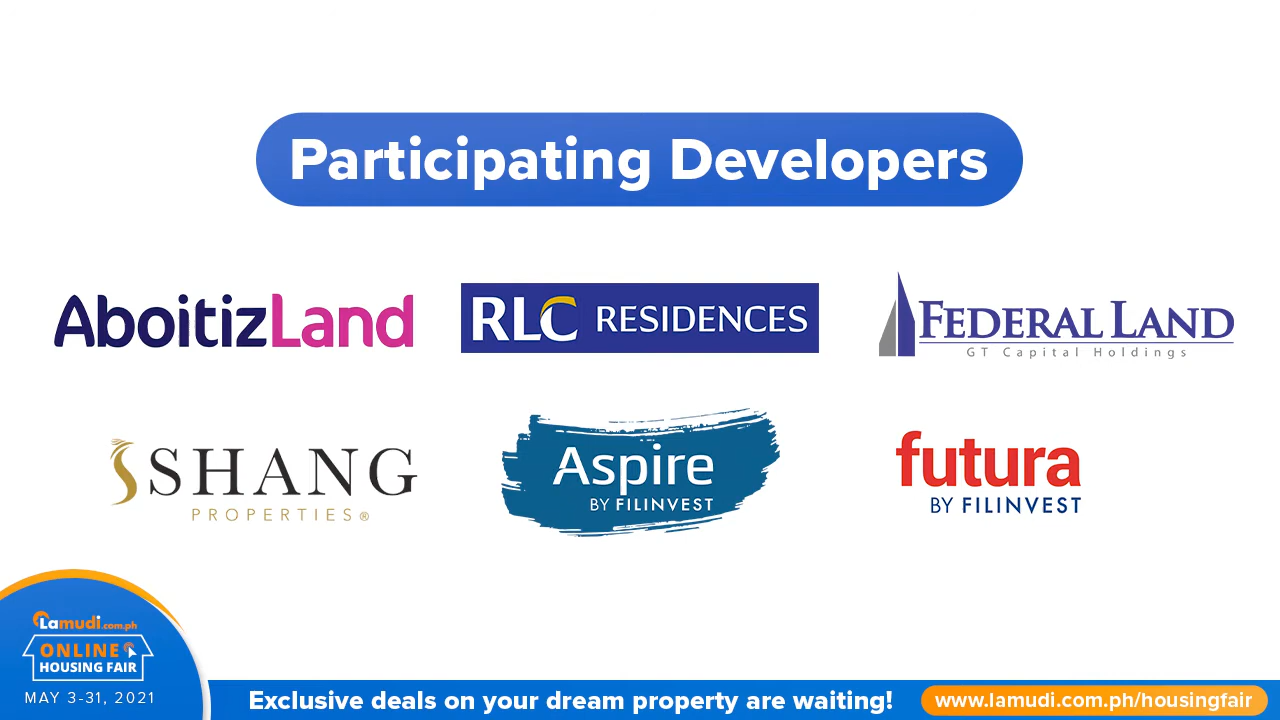 Participating Developers
AboitizLand
RLC RESIDENCES
FEDERAL LAND
GT Capital Holdings
SHANG
PROPERTIES®
Aspire
BY FILINVEST
futura
BY FILINVEST
Lamudi.com.ph
ONLINE
HOUSING FAIR
MAY 3-31, 2021
Exclusive deals on your dream property are waiting!
www.lamudi.com.ph/housingfair